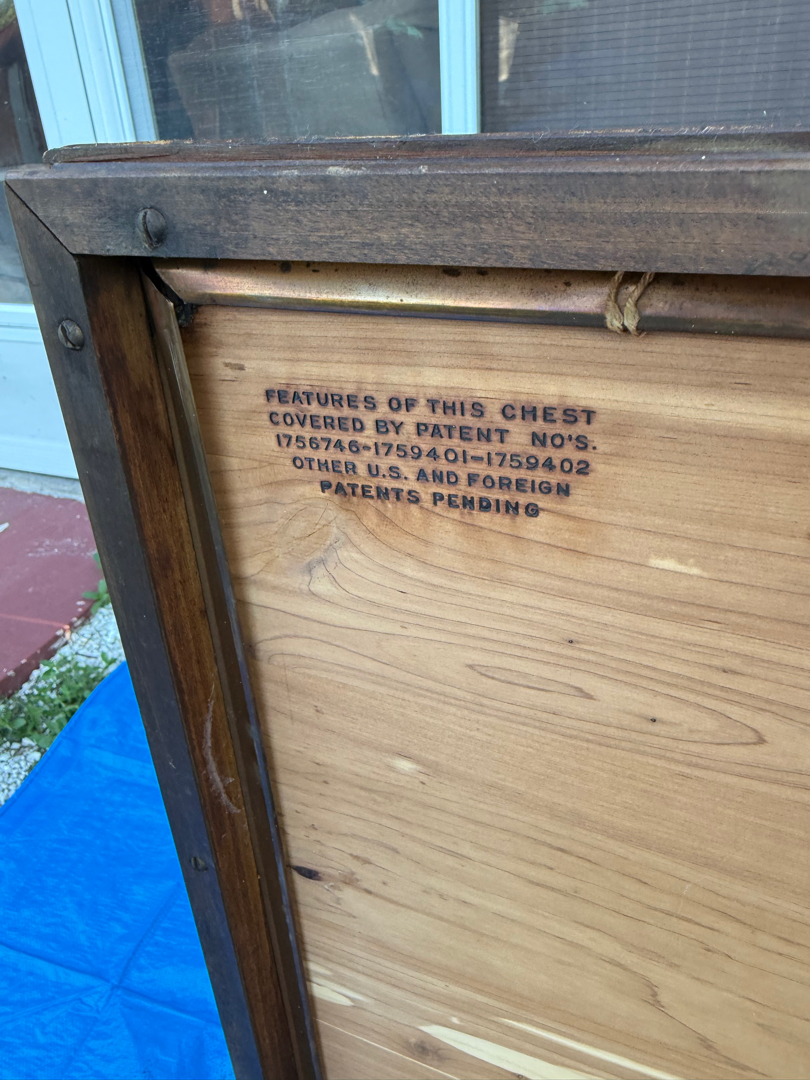 FEATURES OF THIS CHEST
COVERED BY PATENT NO'S.
1756746-1759401-1759402
OTHER U.S. AND FOREIGN
PATENTS PENDING